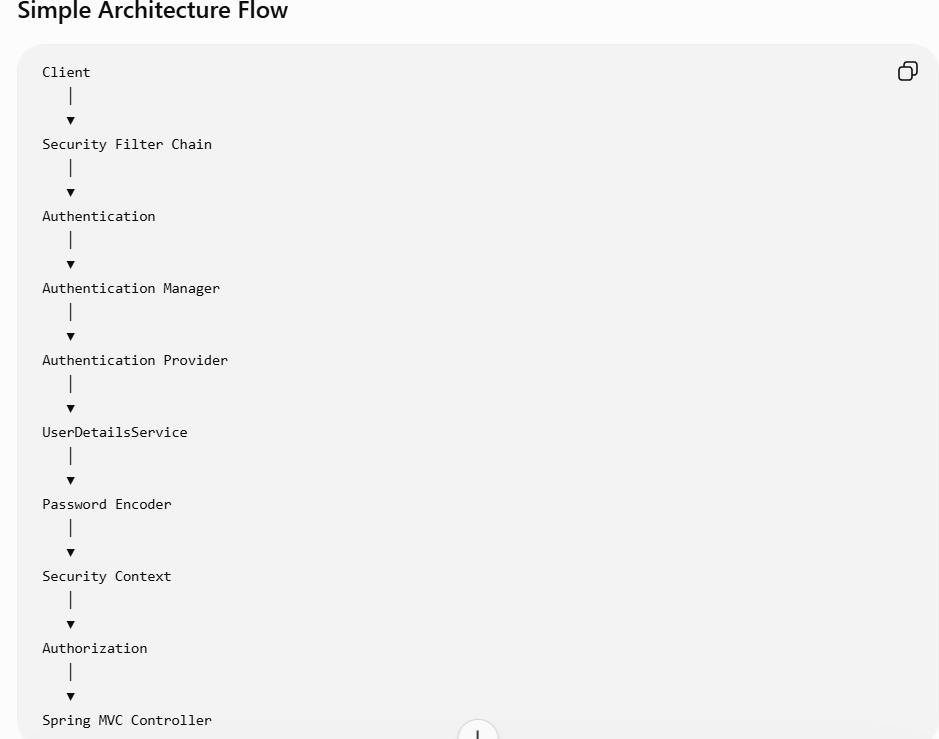 Simple Architecture Flow
Client
│
▼
Security Filter Chain
│
▼
Authentication
│
▼
Authentication Manager
│
▼
Authentication Provider
│
▼
UserDetailsService
│
▼
Password Encoder
│
▼
Security Context
│
▼
Authorization
│
▼
Spring MVC Controller